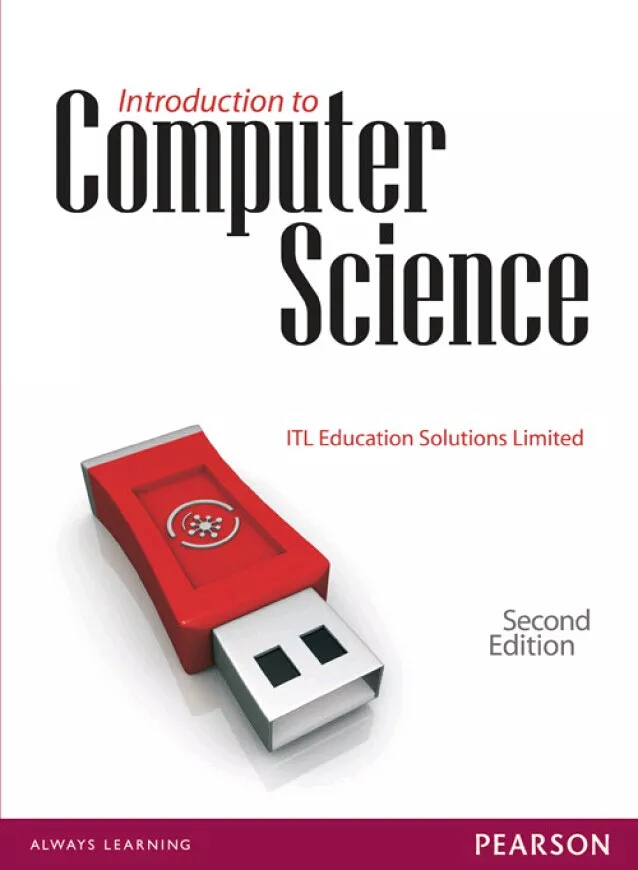 Introduction to
Computer
Science
ITL Education Solutions Limited
Second
Edition
ALWAYS LEARNING
PEARSON